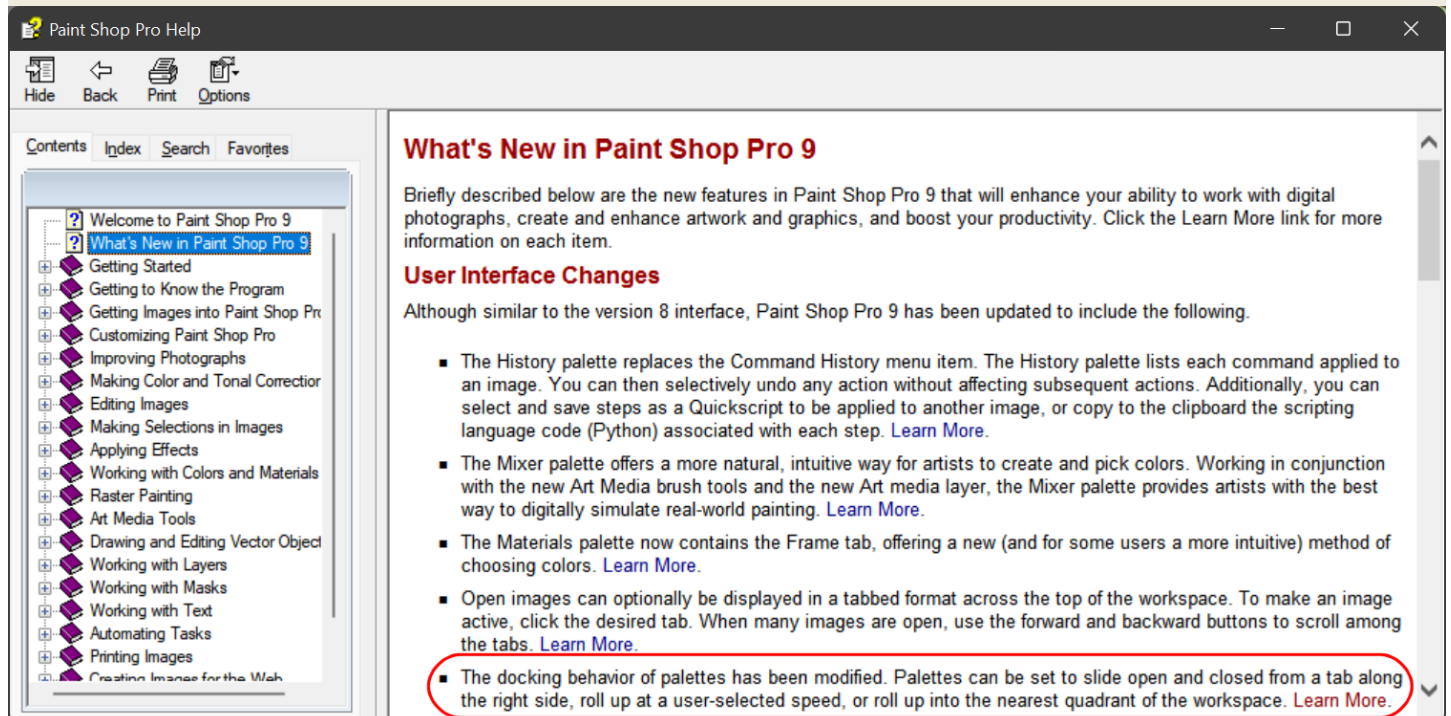 Paint Shop Pro Help
Hide Back Print Options
Contents Index Search Favorites
Welcome to Paint Shop Pro 9
What's New in Paint Shop Pro 9
Getting Started
Getting to Know the Program
Getting Images into Paint Shop Pro
Customizing Paint Shop Pro
Improving Photographs
Making Color and Tonal Correction
Editing Images
Making Selections in Images
Applying Effects
Working with Colors and Materials
Raster Painting
Art Media Tools
Drawing and Editing Vector Object
Working with Layers
Working with Masks
Working with Text
Automating Tasks
Printing Images
Creating Images for the Web
What's New in Paint Shop Pro 9
Briefly described below are the new features in Paint Shop Pro 9 that will enhance your ability to work with digital
photographs, create and enhance artwork and graphics, and boost your productivity. Click the Learn More link for more
information on each item.
User Interface Changes
Although similar to the version 8 interface, Paint Shop Pro 9 has been updated to include the following.
▪ The History palette replaces the Command History menu item. The History palette lists each command applied to
an image. You can then selectively undo any action without affecting subsequent actions. Additionally, you can
select and save steps as a Quickscript to be applied to another image, or copy to the clipboard the scripting
language code (Python) associated with each step. Learn More.
▪ The Mixer palette offers a more natural, intuitive way for artists to create and pick colors. Working in conjunction
with the new Art Media brush tools and the new Art media layer, the Mixer palette provides artists with the best
way to digitally simulate real-world painting. Learn More.
▪ The Materials palette now contains the Frame tab, offering a new (and for some users a more intuitive) method of
choosing colors. Learn More.
▪ Open images can optionally be displayed in a tabbed format across the top of the workspace. To make an image
active, click the desired tab. When many images are open, use the forward and backward buttons to scroll among
the tabs. Learn More.
▪ The docking behavior of palettes has been modified. Palettes can be set to slide open and closed from a tab along
the right side, roll up at a user-selected speed, or roll up into the nearest quadrant of the workspace. Learn More.